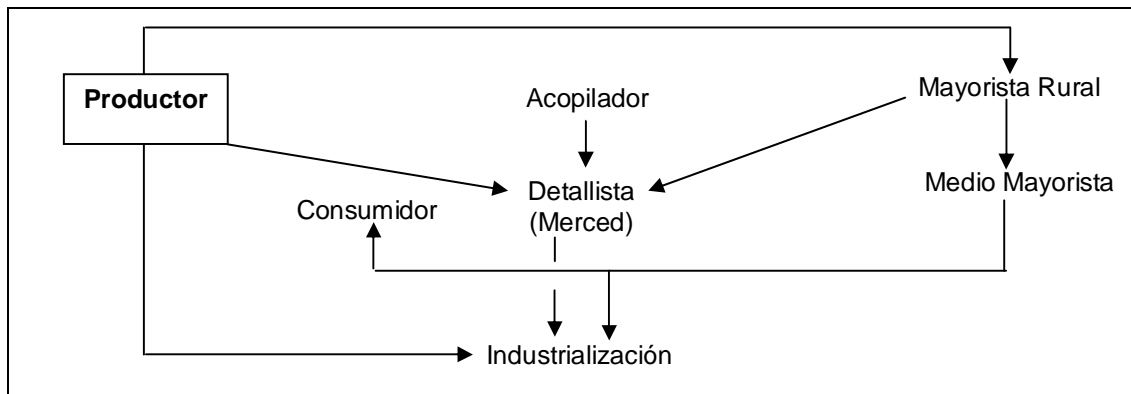 Productor
Acopilador
Mayorista Rural
Detallista
(Merced)
Medio Mayorista
Consumidor
Industrialización